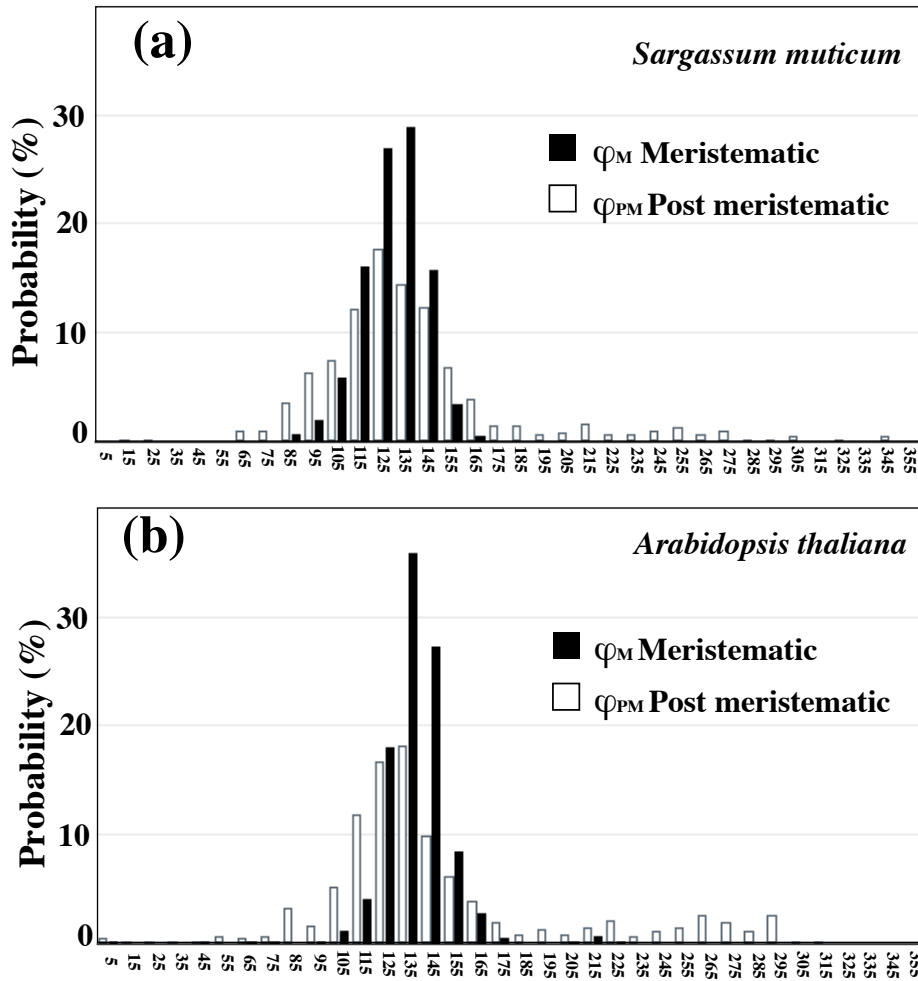 (a)
Sargassum muticum
Probability (%)
30
20
10
0
φM Meristematic
φPM Post meristematic
5 15 25 35 45 55 65 75 85 95 105 115 125 135 145 155 165 175 185 195 205 215 225 235 245 255 265 275 285 295 305 315 325 335 345 355
(b)
Arabidopsis thaliana
Probability (%)
30
20
10
0
φM Meristematic
φPM Post meristematic
5 15 25 35 45 55 65 75 85 95 105 115 125 135 145 155 165 175 185 195 205 215 225 235 245 255 265 275 285 295 305 315 325 335 345 355